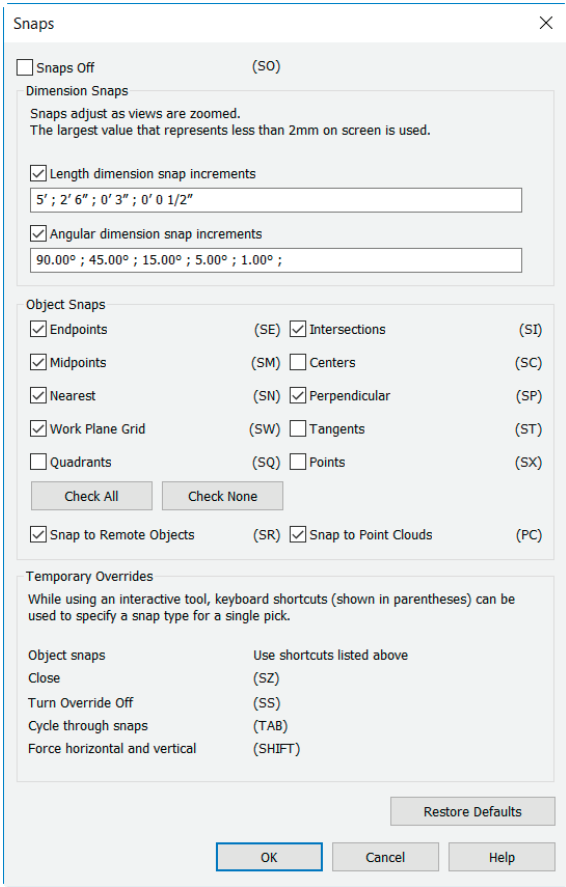 Snaps
Snaps Off (SO)
Dimension Snaps
Snaps adjust as views are zoomed.
The largest value that represents less than 2mm on screen is used.
Length dimension snap increments
5′ ; 2′ 6″ ; 0′ 3″ ; 0′ 0 1/2″
Angular dimension snap increments
90.00° ; 45.00° ; 15.00° ; 5.00° ; 1.00° ;
Object Snaps
Endpoints (SE) Intersections (SI)
Midpoints (SM) Centers (SC)
Nearest (SN) Perpendicular (SP)
Work Plane Grid (SW) Tangents (ST)
Quadrants (SQ) Points (SX)
Check All Check None
Snap to Remote Objects (SR) Snap to Point Clouds (PC)
Temporary Overrides
While using an interactive tool, keyboard shortcuts (shown in parentheses) can be
used to specify a snap type for a single pick.
Object snaps Use shortcuts listed above
Close (SZ)
Turn Override Off (SS)
Cycle through snaps (TAB)
Force horizontal and vertical (SHIFT)
Restore Defaults
OK Cancel Help